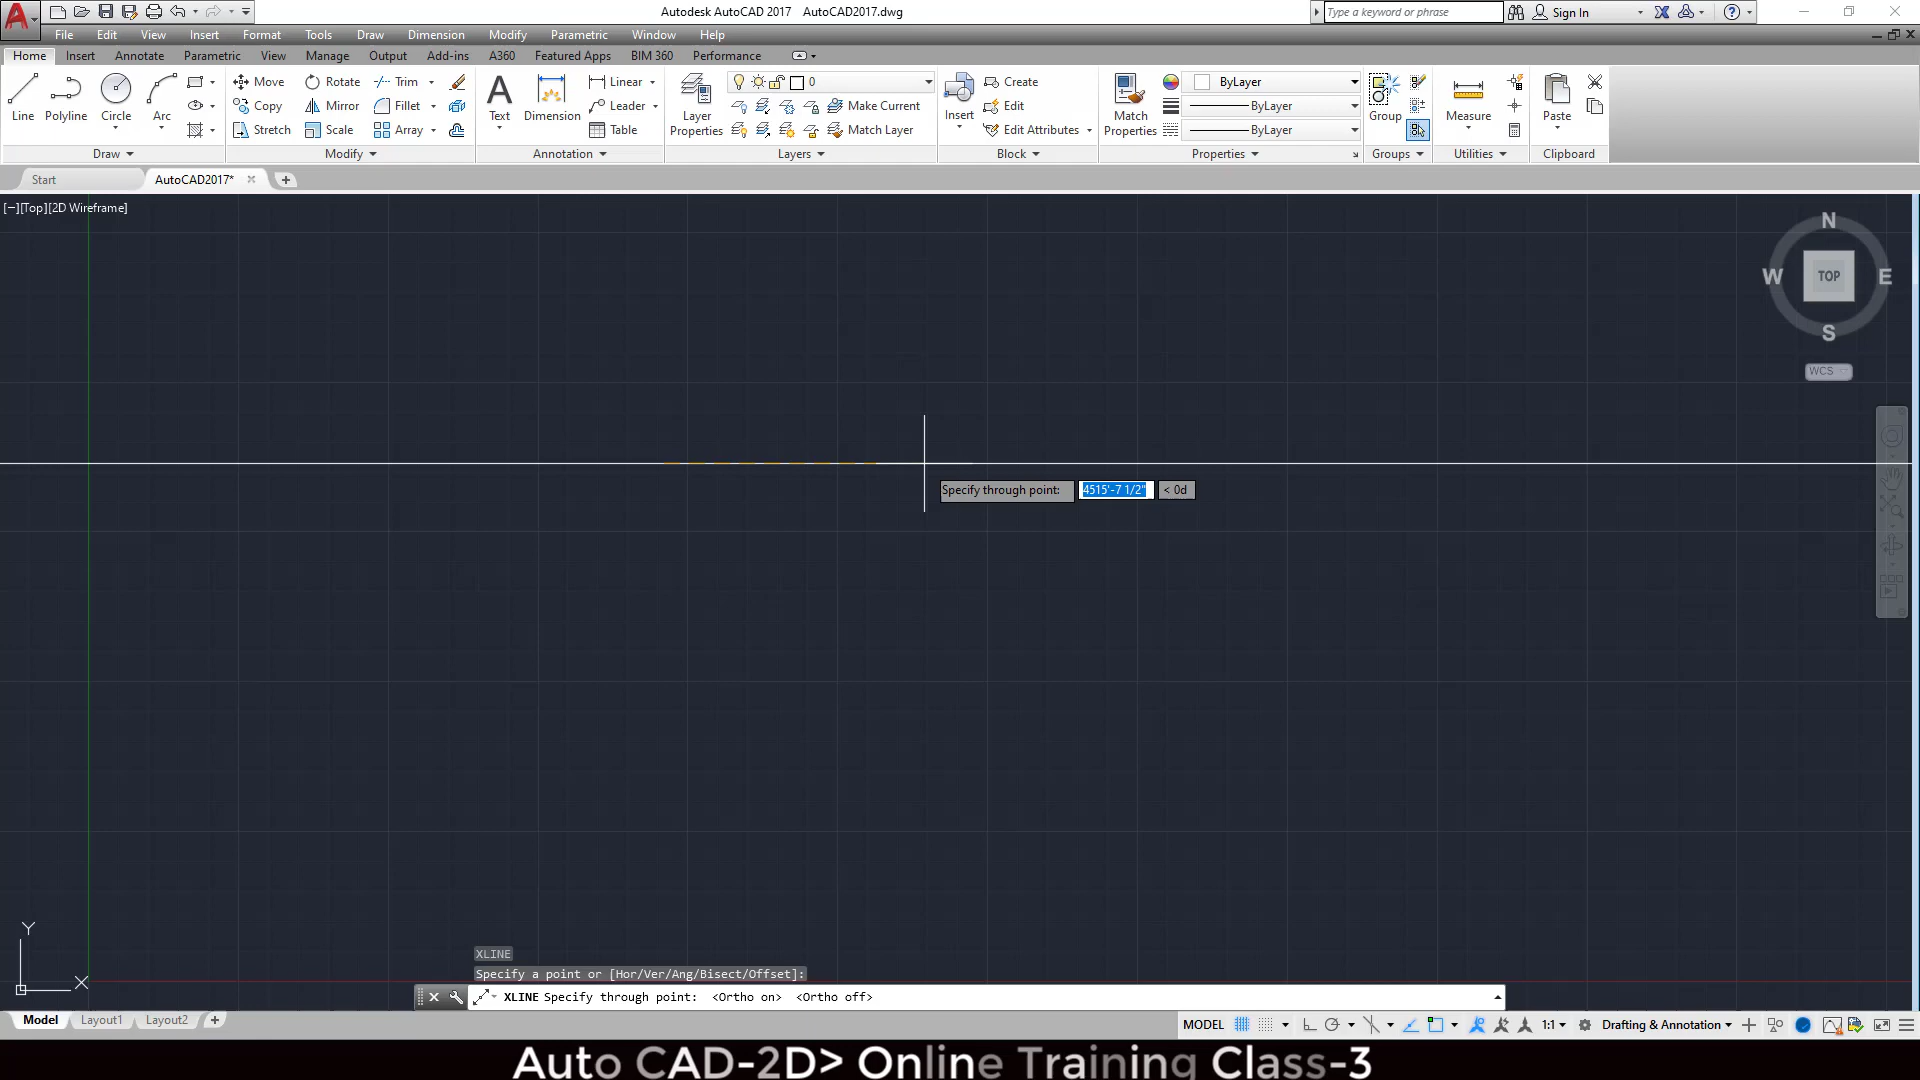 Autodesk AutoCAD 2017 AutoCAD2017.dwg
Type a keyword or phrase
Sign In
File Edit View Insert Format Tools Draw Dimension Modify Parametric Window Help
Home Insert Annotate Parametric View Manage Output Add-ins A360 Featured Apps BIM 360 Performance
Line Polyline Circle Arc
Move Rotate Trim
Copy Mirror Fillet
Stretch Scale Array
Text Dimension
Linear
Leader
Table
Layer Properties
0
Make Current
Match Layer
Insert
Create
Edit
Edit Attributes
Match Properties
ByLayer
ByLayer
ByLayer
Group
Measure
Paste
Draw Modify Annotation Layers Block Properties Groups Utilities Clipboard
Start AutoCAD2017*
[−][Top][2D Wireframe]
N
W TOP E
S
WCS
Specify through point: 4515'-7 1/2" < 0d
Y
X
XLINE
Specify a point or [Hor/Ver/Ang/Bisect/Offset]:
XLINE Specify through point: <Ortho on> <Ortho off>
Model Layout1 Layout2
MODEL 1:1 Drafting & Annotation
Auto CAD-2D> Online Training Class-3